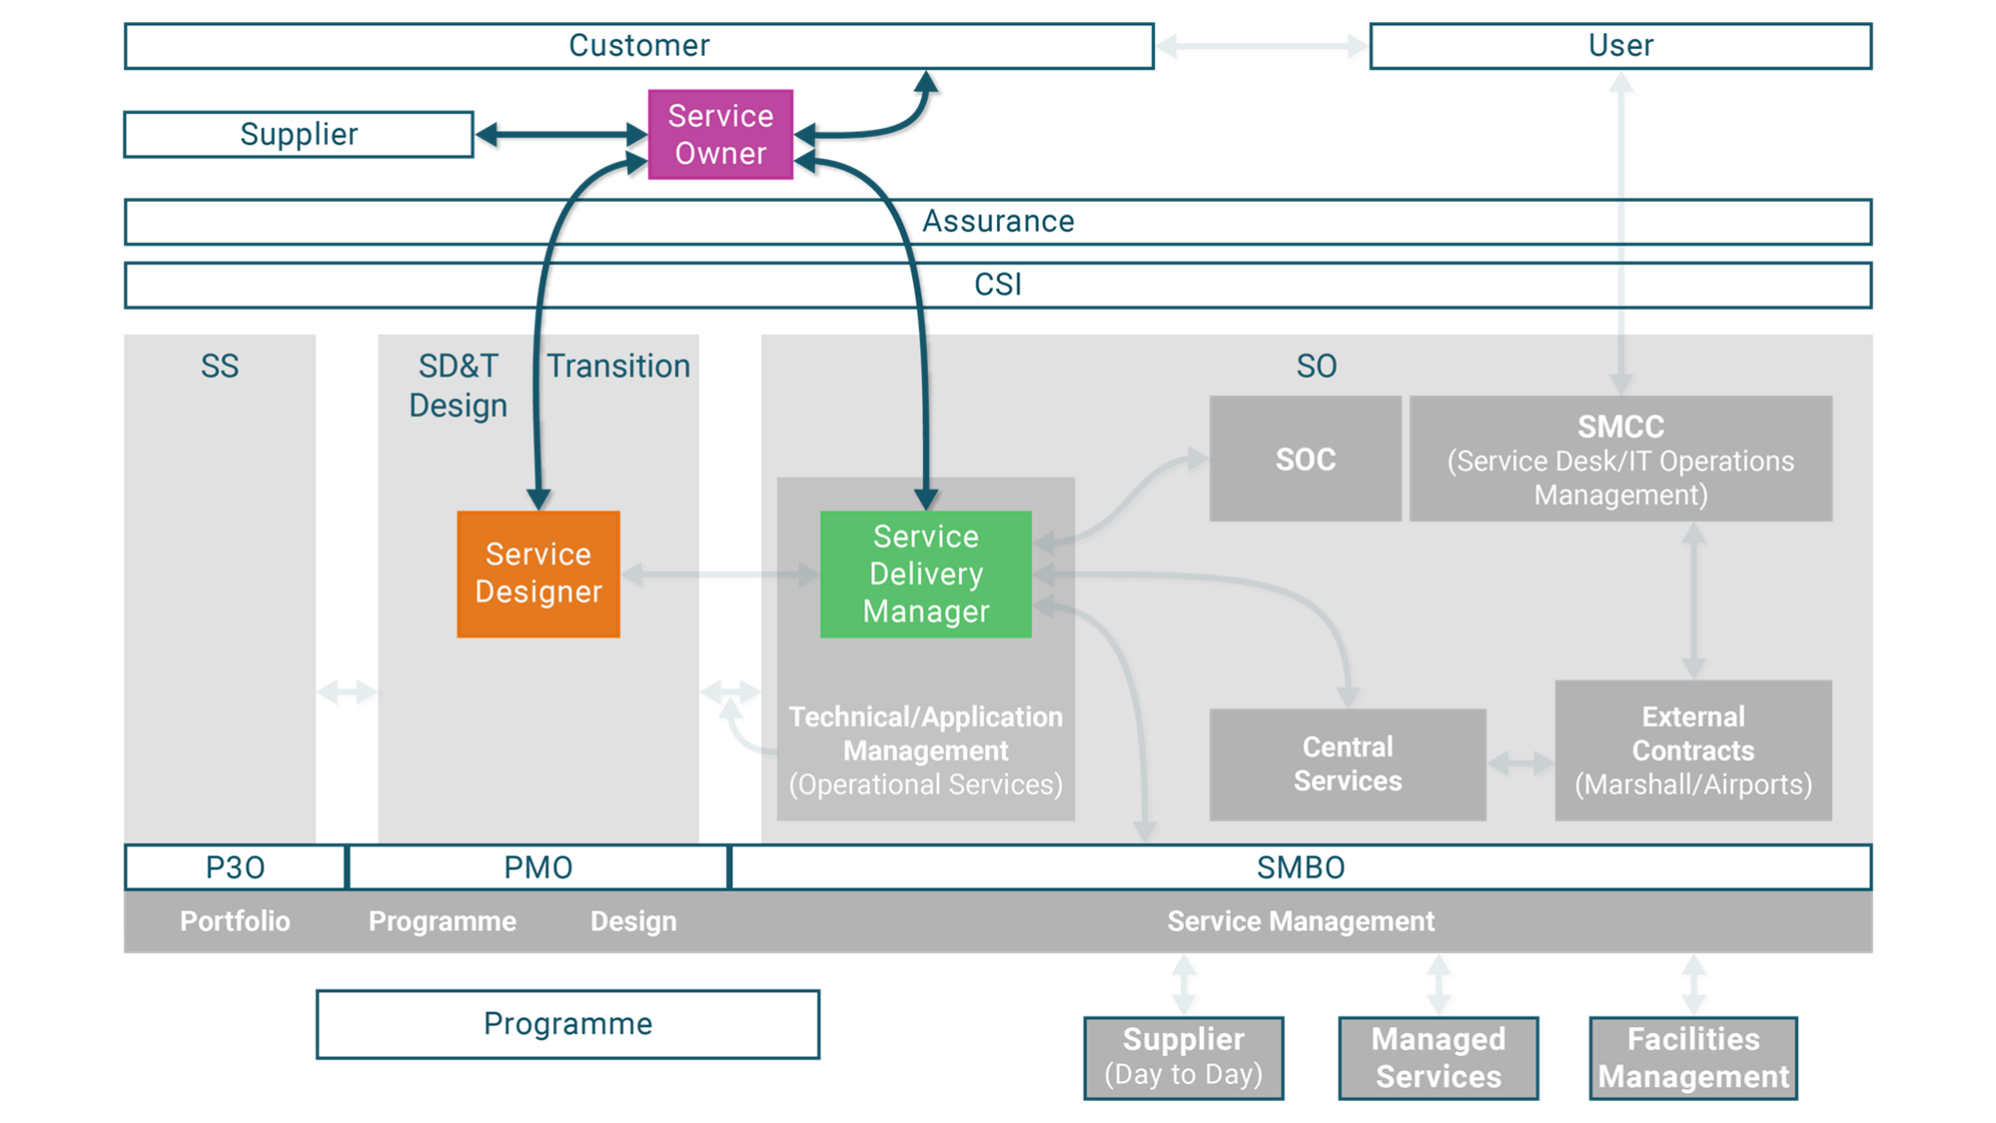 Customer
User
Supplier
Service
Owner
Assurance
CSI
SS
SD&T
Design
Transition
SO
SOC
SMCC
(Service Desk/IT Operations
Management)
Service
Designer
Service
Delivery
Manager
Technical/Application
Management
(Operational Services)
Central
Services
External
Contracts
(Marshall/Airports)
P3O
PMO
SMBO
Portfolio
Programme
Design
Service Management
Programme
Supplier
(Day to Day)
Managed
Services
Facilities
Management